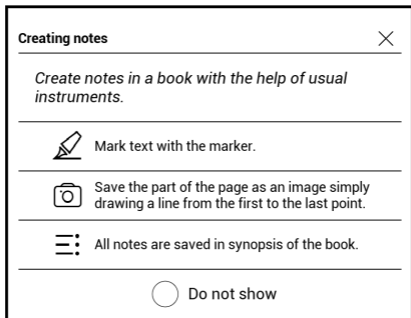 Creating notes
Create notes in a book with the help of usual
instruments.
Mark text with the marker.
Save the part of the page as an image simply
drawing a line from the first to the last point.
All notes are saved in synopsis of the book.
Do not show